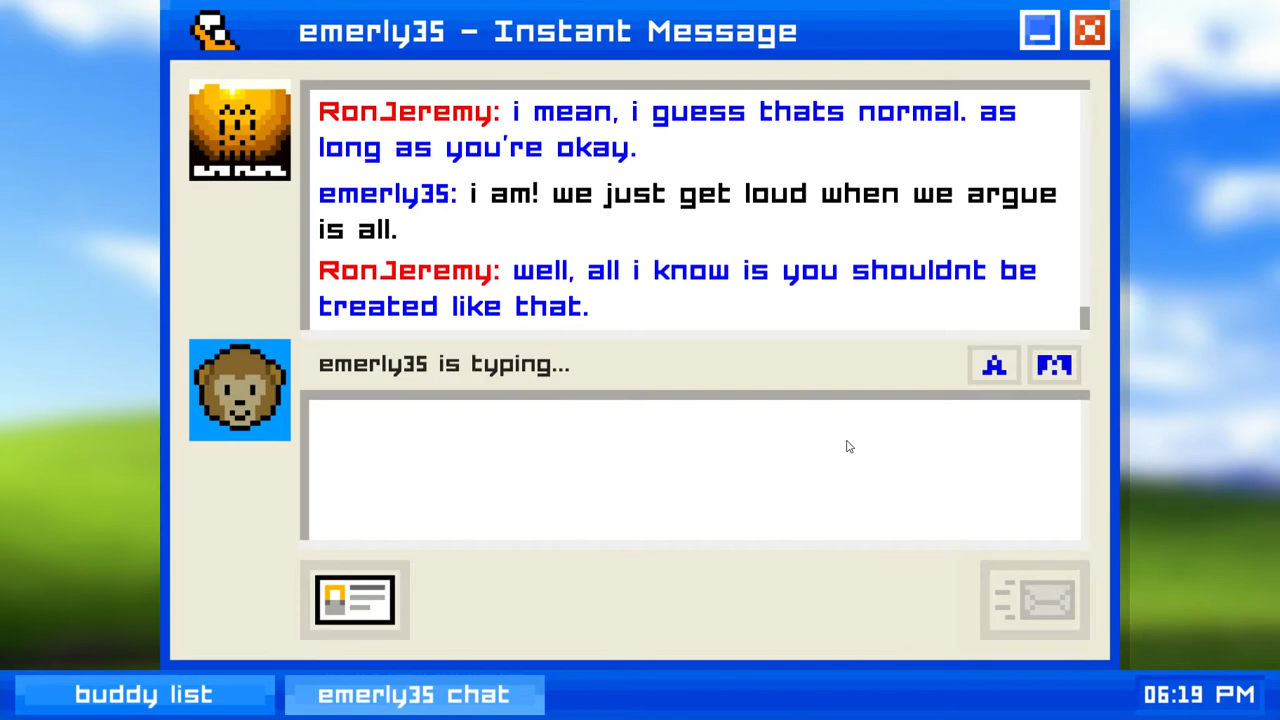 emerly35 - Instant Message
RonJeremy: i mean, i guess thats normal. as
long as you're okay.
emerly35: i am! we just get loud when we argue
is all.
RonJeremy: well, all i know is you shouldnt be
treated like that.
emerly35 is typing...
A
buddy list
emerly35 chat
06:19 PM